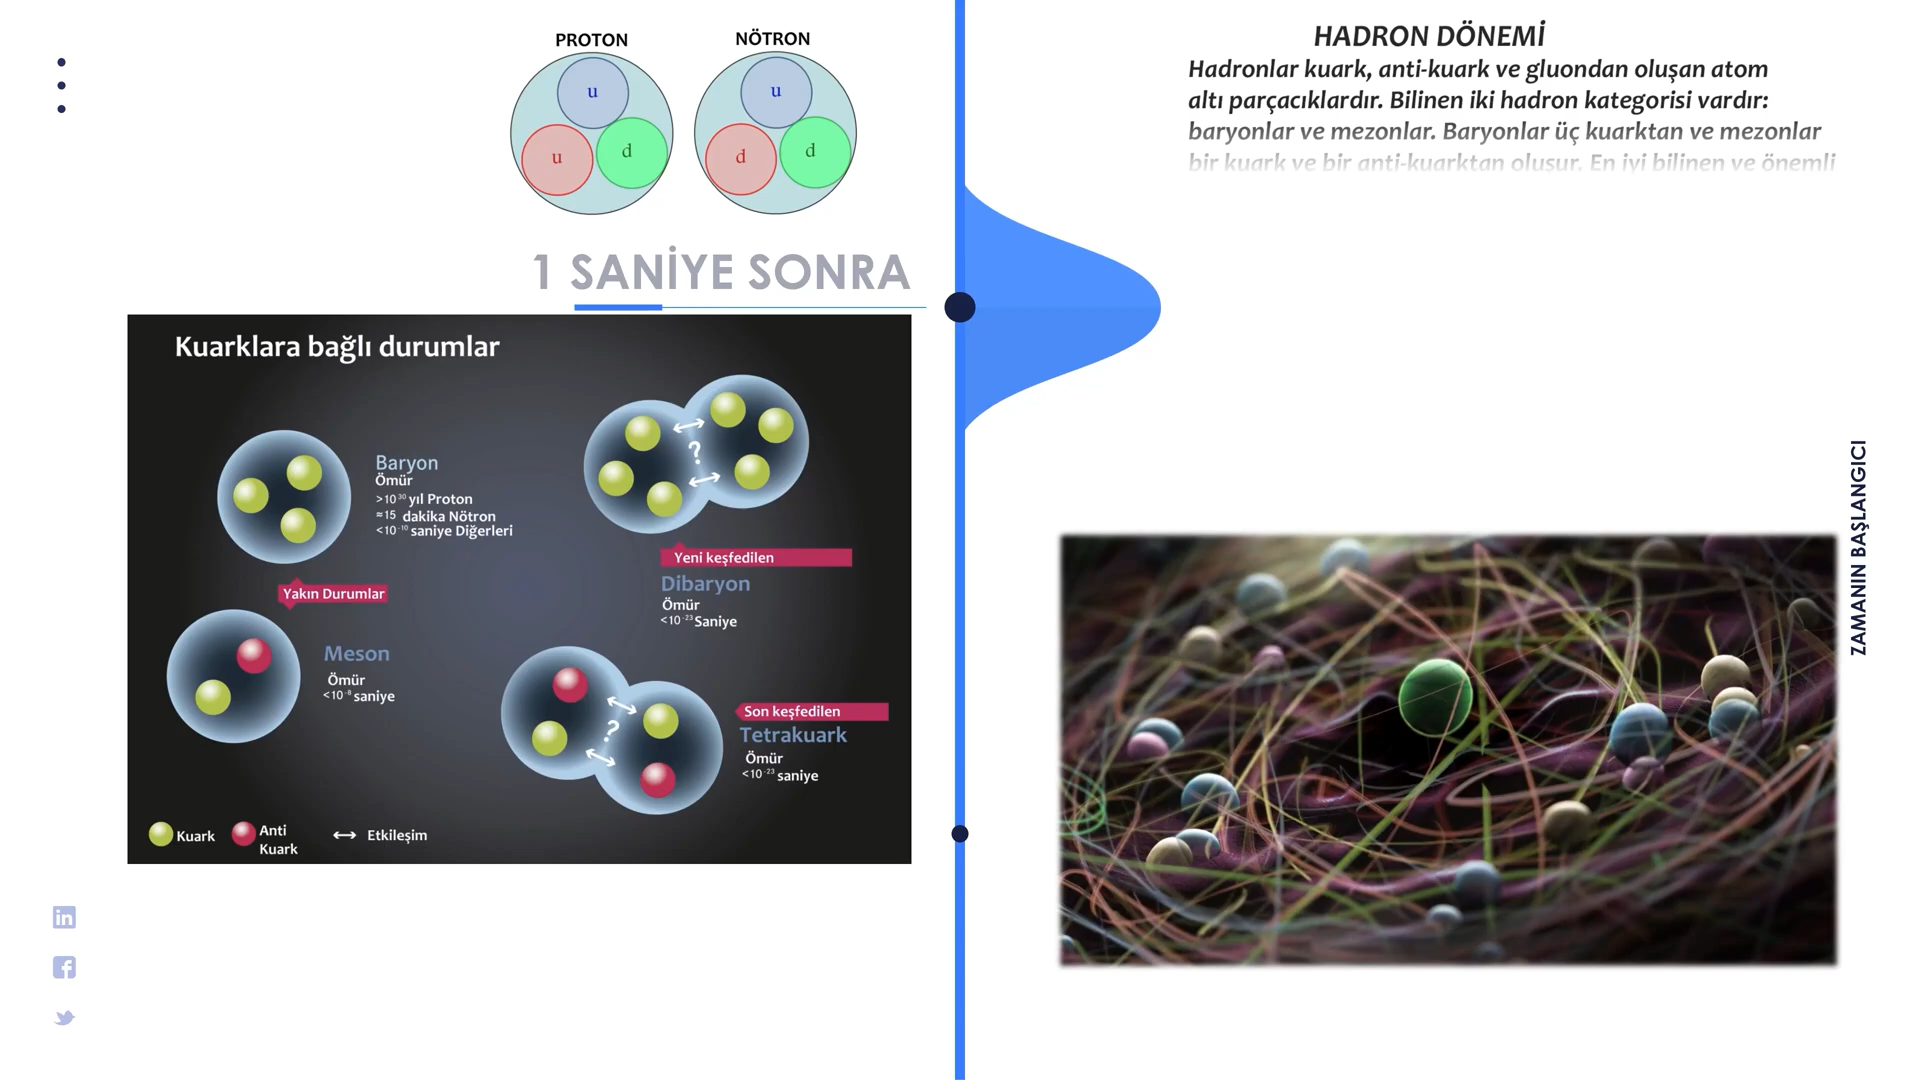 PROTON
NÖTRON
u
u
d
u
d
d
1 SANİYE SONRA
Kuarklara bağlı durumlar
Baryon
Ömür
>10³⁰ yıl Proton
≈15 dakika Nötron
<10⁻¹⁰ saniye Diğerleri
?
Yeni keşfedilen
Dibaryon
Ömür
<10⁻²³ Saniye
Yakın Durumlar
Meson
Ömür
<10⁻⁸ saniye
?
Son keşfedilen
Tetrakuark
Ömür
<10⁻²³ saniye
Kuark
Anti
Kuark
Etkileşim
HADRON DÖNEMİ
Hadronlar kuark, anti-kuark ve gluondan oluşan atom
altı parçacıklardır. Bilinen iki hadron kategorisi vardır:
baryonlar ve mezonlar. Baryonlar üç kuarktan ve mezonlar
bir kuark ve bir anti-kuarktan oluşur. En iyi bilinen ve önemli
ZAMANIN BAŞLANGICI
in
f